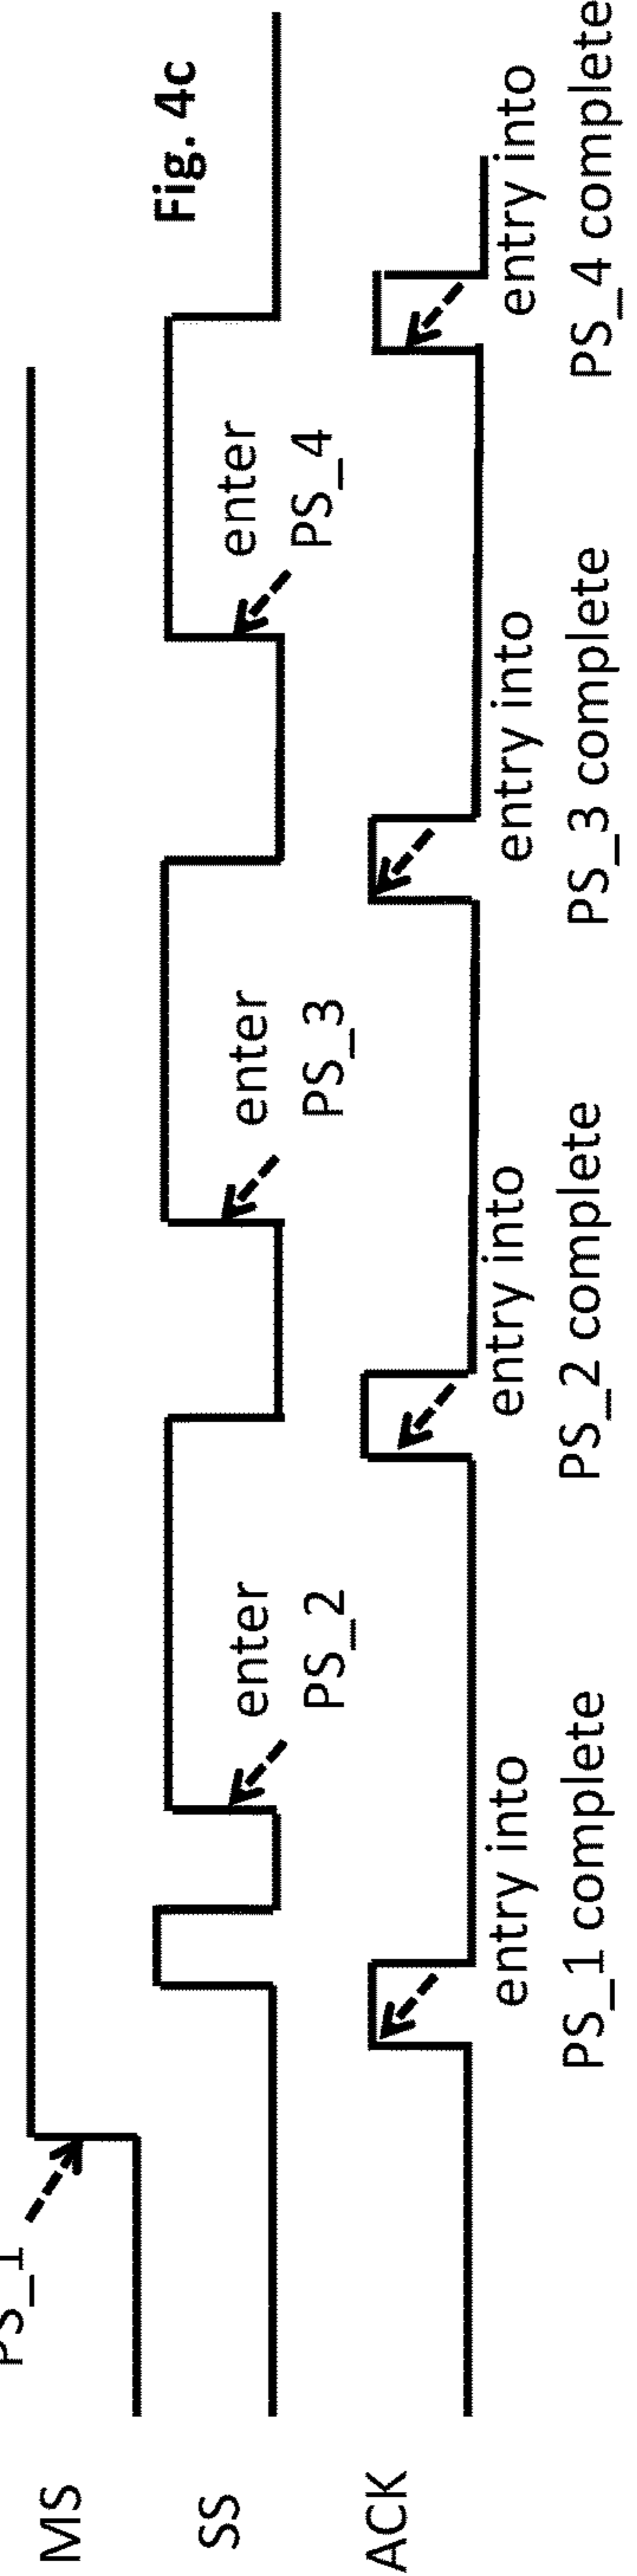 PS_1
MS
SS
ACK
enter
PS_2
enter
PS_3
enter
PS_4
Fig. 4c
entry into
PS_1 complete
entry into
PS_2 complete
entry into
PS_3 complete
entry into
PS_4 complete